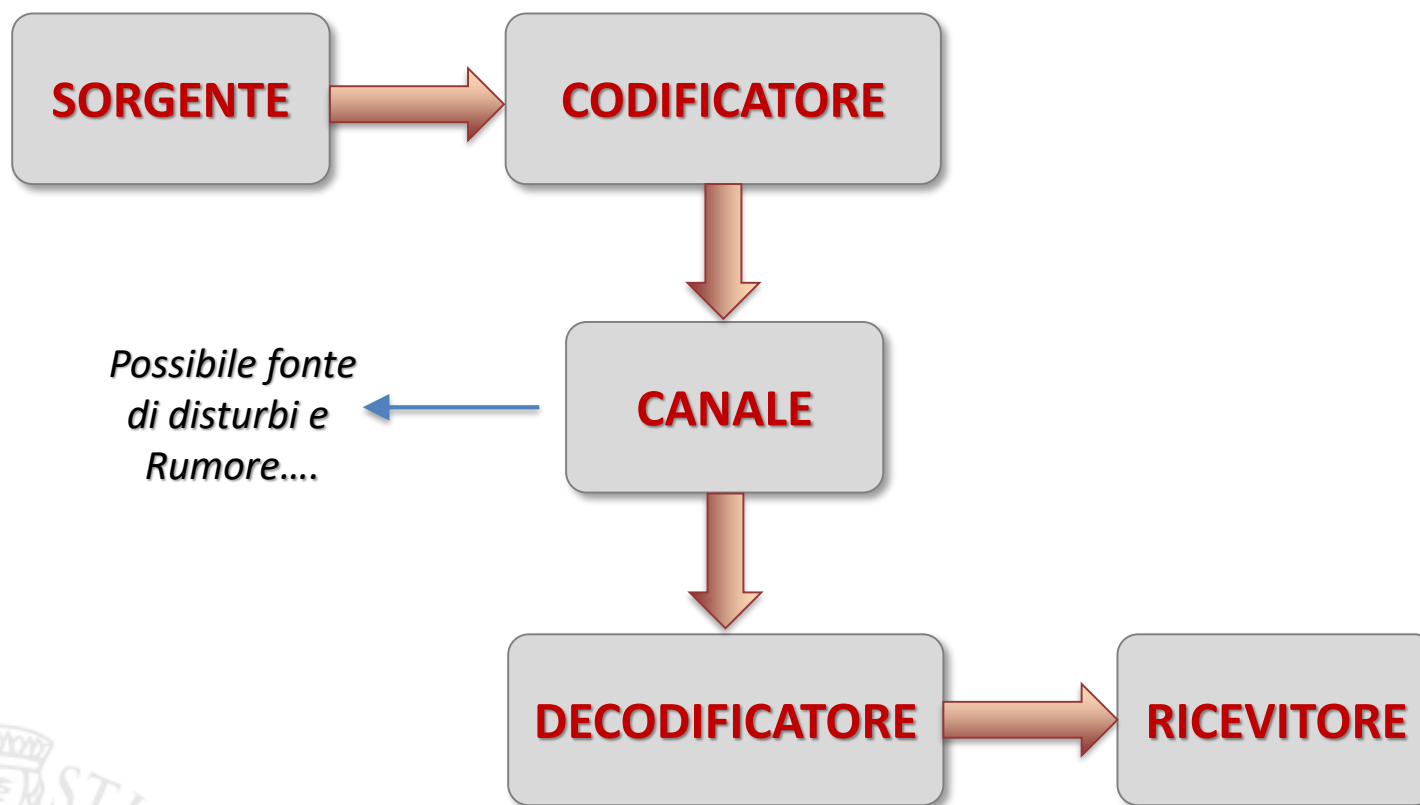 SORGENTE
CODIFICATORE
Possibile fonte
di disturbi e
Rumore....
CANALE
DECODIFICATORE
RICEVITORE